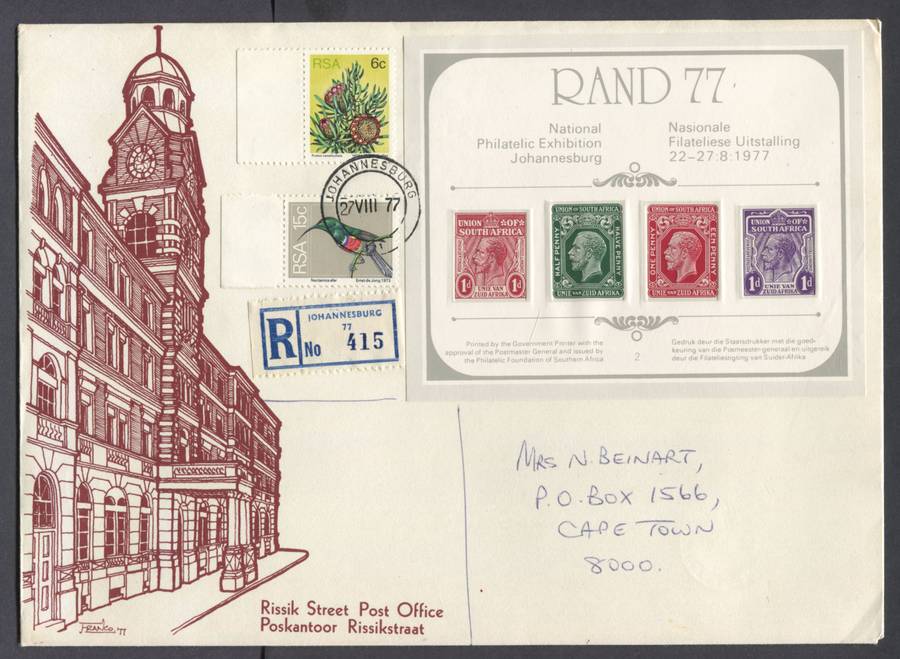 RSA 6c
JOHANNESBURG
27 VIII 77
RSA 15c
JOHANNESBURG
77
R No 415
RAND 77
National
Philatelic Exhibition
Johannesburg
Nasionale
Filateliese Uitstalling
22-27:8:1977
UNION OF
SOUTH AFRICA
1d 1d
UNIE VAN
ZUID AFRIKA
UNION OF SOUTH AFRICA
HALF PENNY
HALVE PENNY
UNIE VAN ZUID AFRIKA
UNION OF SOUTH AFRICA
ONE PENNY
EEN PENNY
UNIE VAN ZUID AFRIKA
UNION OF
SOUTH AFRICA
1d 1d
UNIE VAN
ZUID AFRIKA
Printed by the Government Printer with the
approval of the Postmaster General and issued by
the Philatelic Foundation of Southern Africa
2
Gedruk deur die Staatsdrukker met die goed-
keuring van die Posmeester-generaal en uitgereik
deur die Filateliestigting van Suider-Afrika
MRS N. BEINART,
P.O. BOX 1566,
CAPE TOWN
8000.
Rissik Street Post Office
Poskantoor Rissikstraat
FRANCO. 77